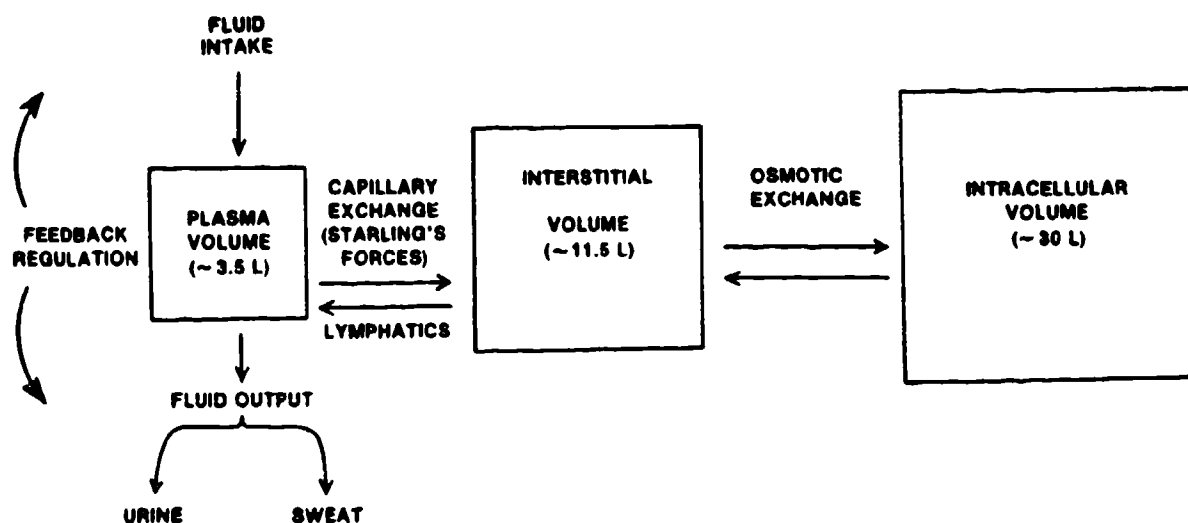 FLUID
INTAKE
FEEDBACK
REGULATION
PLASMA
VOLUME
(~ 3.5 L)
CAPILLARY
EXCHANGE
(STARLING'S
FORCES)
LYMPHATICS
INTERSTITIAL
VOLUME
(~ 11.5 L)
OSMOTIC
EXCHANGE
INTRACELLULAR
VOLUME
(~ 30 L)
FLUID OUTPUT
URINE
SWEAT